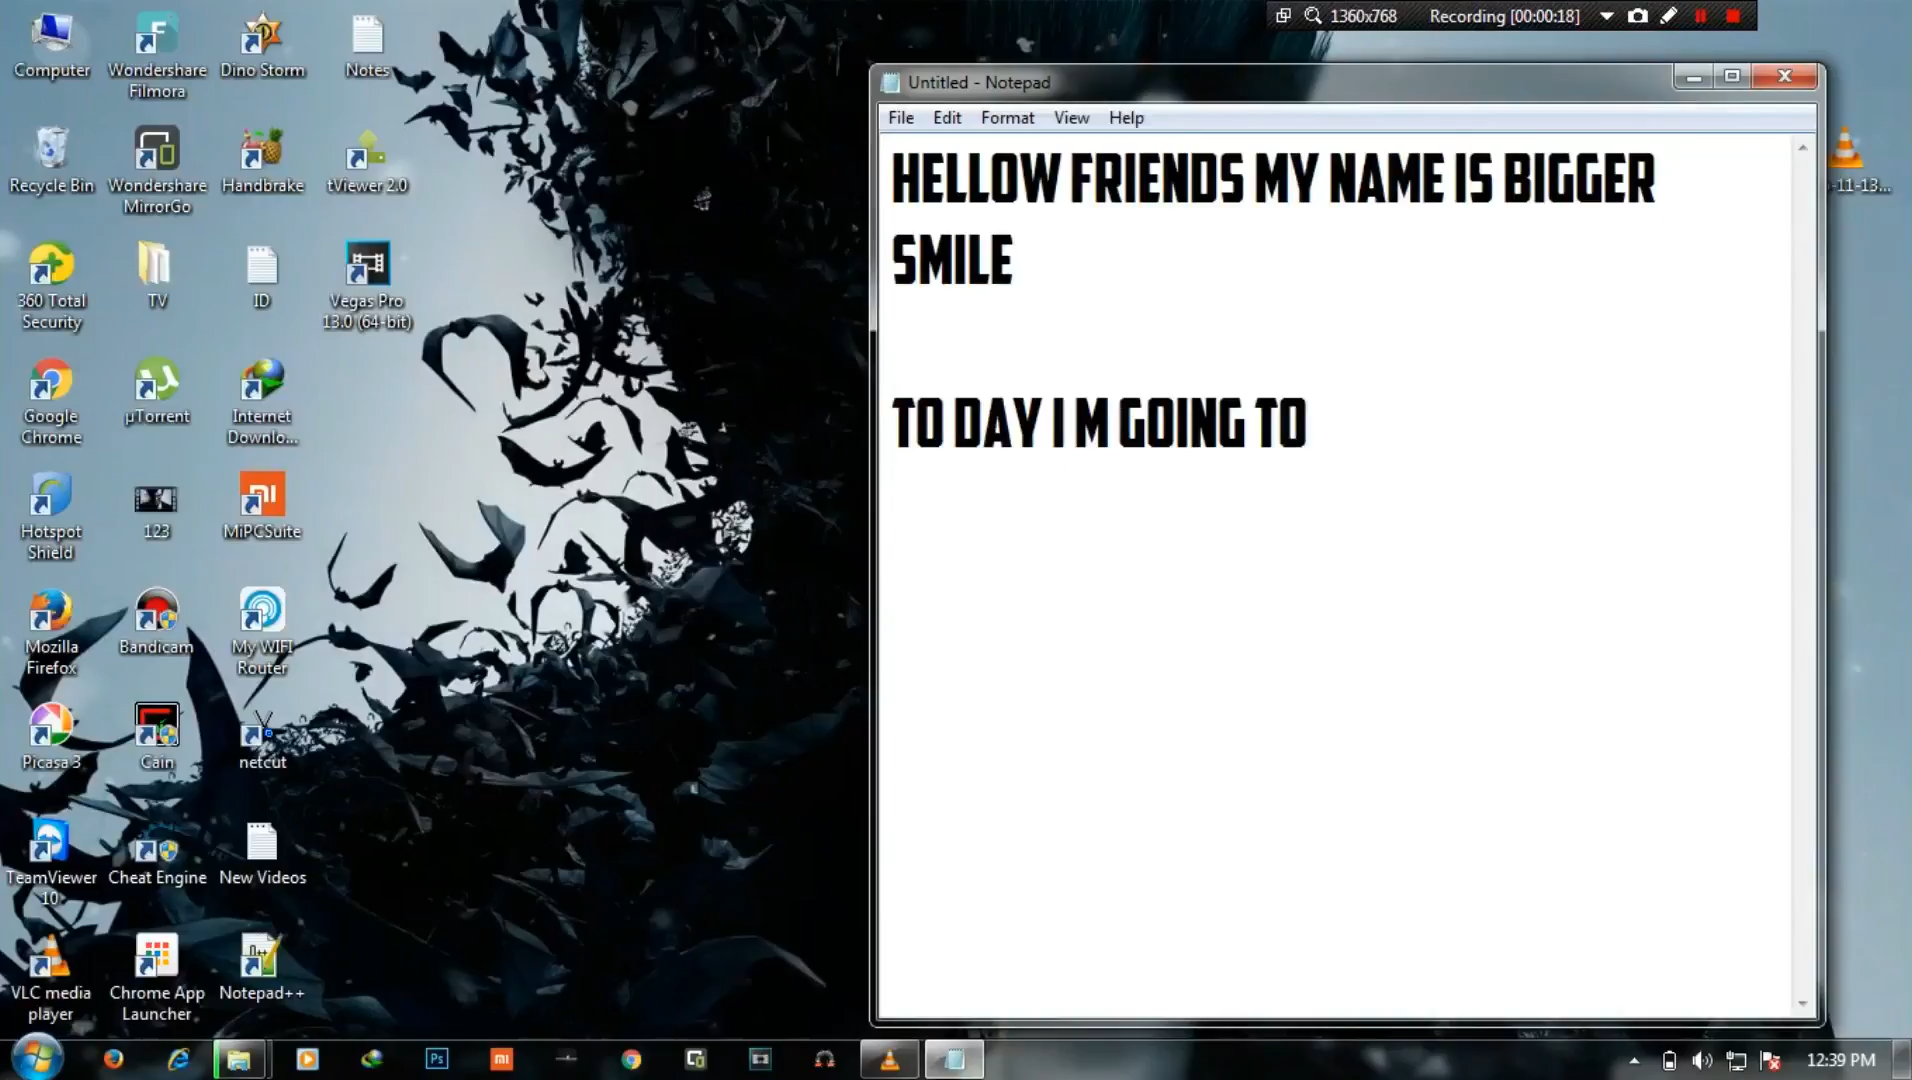 1360x768 Recording [00:00:18]
Computer
Wondershare
Filmora
Dino Storm
Notes
Recycle Bin
Wondershare
MirrorGo
Handbrake
tViewer 2.0
360 Total
Security
TV
ID
Vegas Pro
13.0 (64-bit)
Google
Chrome
µTorrent
Internet
Downlo...
Hotspot
Shield
123
MiPCSuite
Mozilla
Firefox
Bandicam
My WIFI
Router
Picasa 3
Cain
netcut
TeamViewer
10
Cheat Engine
New Videos
VLC media
player
Chrome App
Launcher
Notepad++
Untitled - Notepad
File Edit Format View Help
HELLOW FRIENDS MY NAME IS BIGGER
SMILE
TO DAY I M GOING TO
-11-13...
Ps
12:39 PM